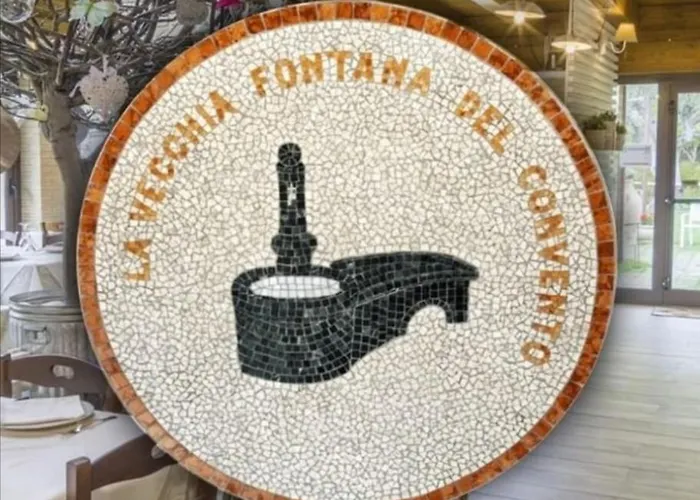 LA VECCHIA FONTANA DEL CONVENTO